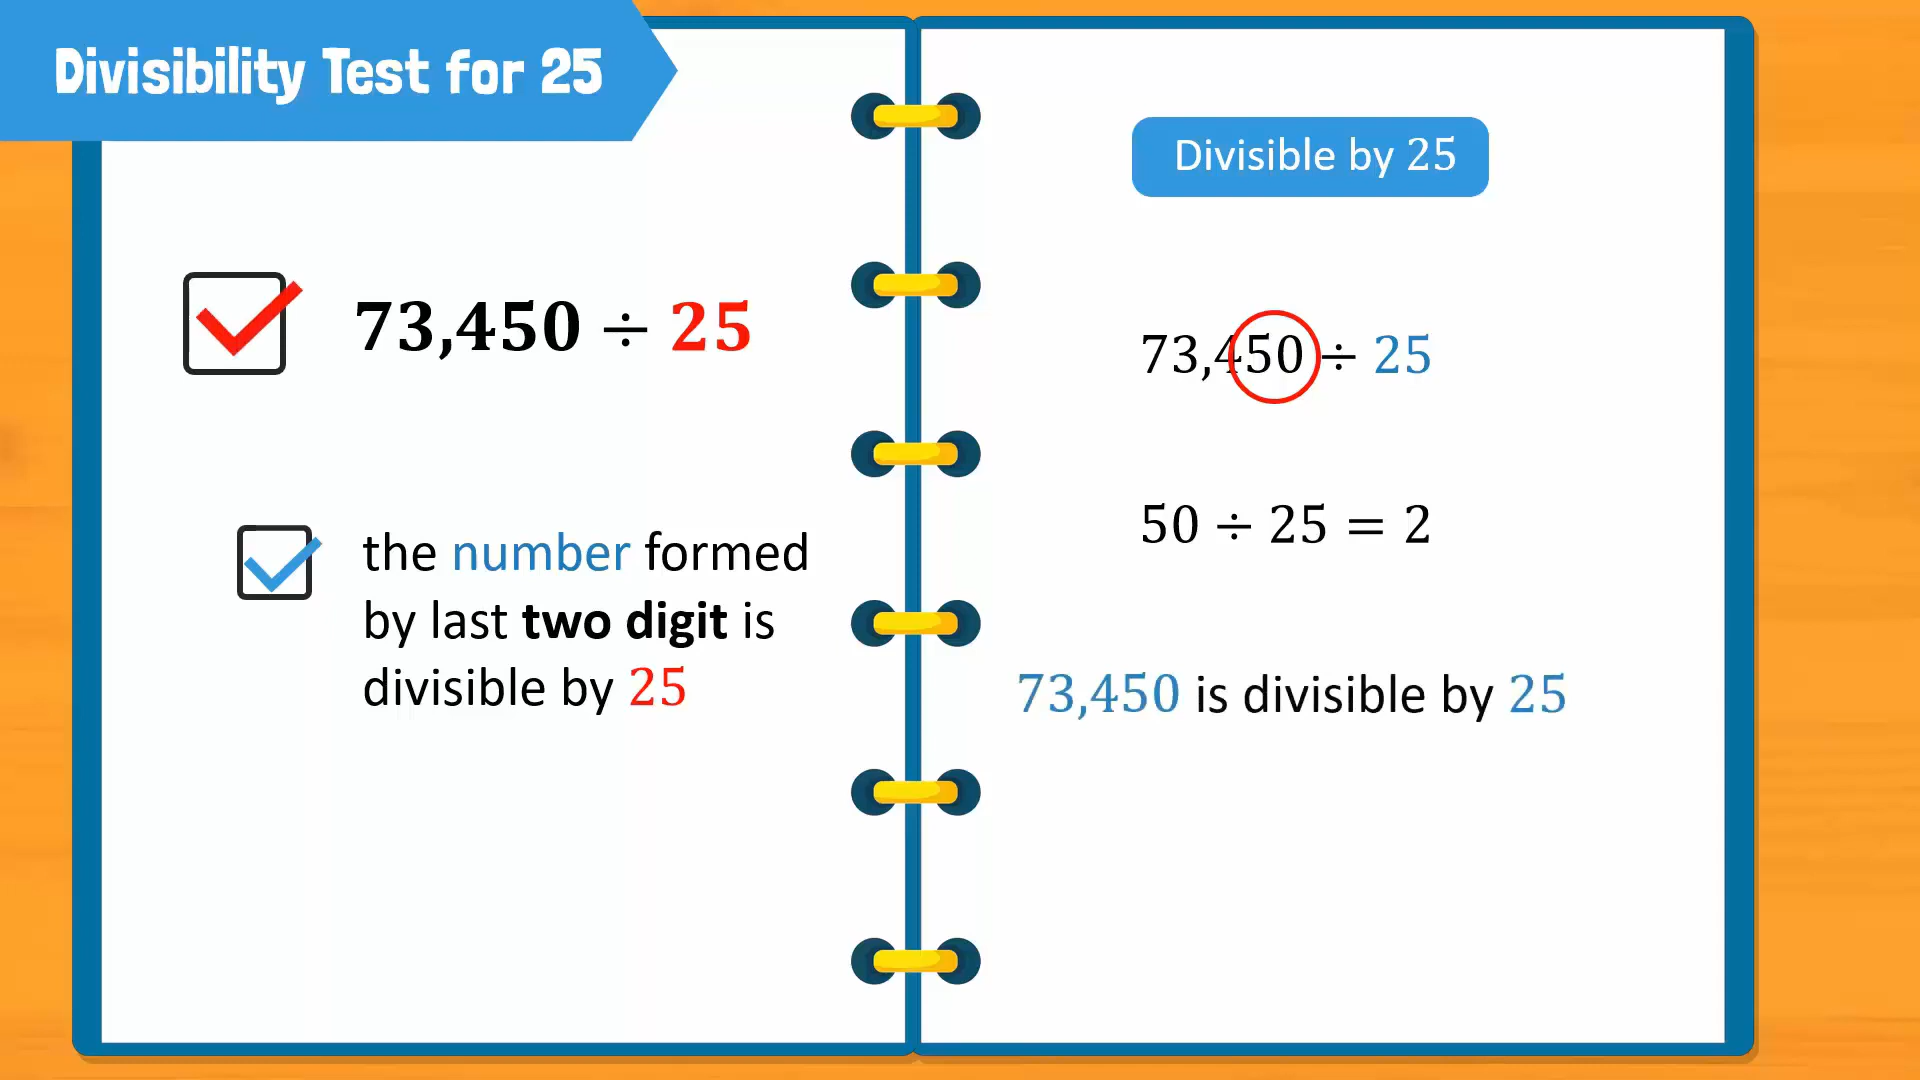 Divisibility Test for 25
73,450 ÷ 25
the number formed
by last two digit is
divisible by 25
Divisible by 25
73,450 ÷ 25
50 ÷ 25 = 2
73,450 is divisible by 25